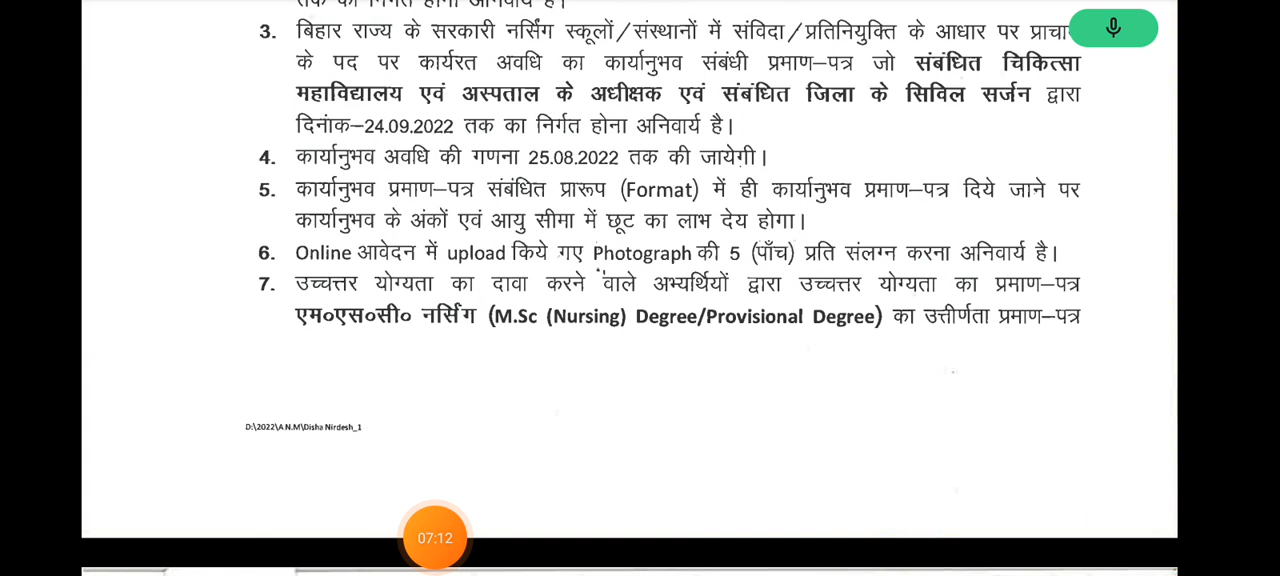 तक का निर्गत होना अनिवार्य है।
3. बिहार राज्य के सरकारी नर्सिंग स्कूलों/संस्थानों में संविदा/प्रतिनियुक्ति के आधार पर
के पद पर कार्यरत अवधि का कार्यानुभव संबंधी प्रमाण–पत्र जो संबंधित चिकित्सा
महाविद्यालय एवं अस्पताल के अधीक्षक एवं संबंधित जिला के सिविल सर्जन द्वारा
दिनांक–24.09.2022 तक का निर्गत होना अनिवार्य है।
4. कार्यानुभव अवधि की गणना 25.08.2022 तक की जायेगी।
5. कार्यानुभव प्रमाण–पत्र संबंधित प्रारूप (Format) में ही कार्यानुभव प्रमाण–पत्र दिये जाने पर
कार्यानुभव के अंकों एवं आयु सीमा में छूट का लाभ देय होगा।
6. Online आवेदन में upload किये गए Photograph की 5 (पाँच) प्रति संलग्न करना अनिवार्य है।
7. उच्चत्तर योग्यता का दावा करने वाले अभ्यर्थियों द्वारा उच्चत्तर योग्यता का प्रमाण–पत्र
एम०एस०सी० नर्सिंग (M.Sc (Nursing) Degree/Provisional Degree) का उत्तीर्णता प्रमाण–पत्र
D:\2022\A N.M\Disha Nirdesh_1
07:12